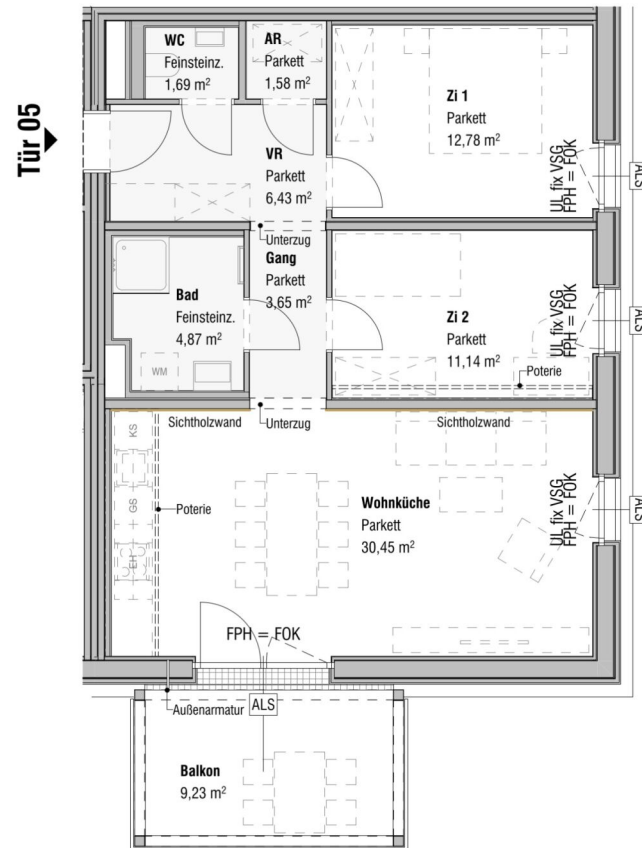 Tür 05
WC
Feinsteinz.
1,69 m²
AR
Parkett
1,58 m²
Zi 1
Parkett
12,78 m²
VR
Parkett
6,43 m²
UL fix VSG
FPH = FOK
ALS
Unterzug
Gang
Parkett
3,65 m²
Bad
Feinsteinz.
4,87 m²
WM
Zi 2
Parkett
11,14 m²
UL fix VSG
FPH = FOK
ALS
Poterie
Sichtholzwand
Unterzug
Sichtholzwand
KS
GS
EH
Poterie
Wohnküche
Parkett
30,45 m²
UL fix VSG
FPH = FOK
ALS
FPH = FOK
Außenarmatur
ALS
Balkon
9,23 m²